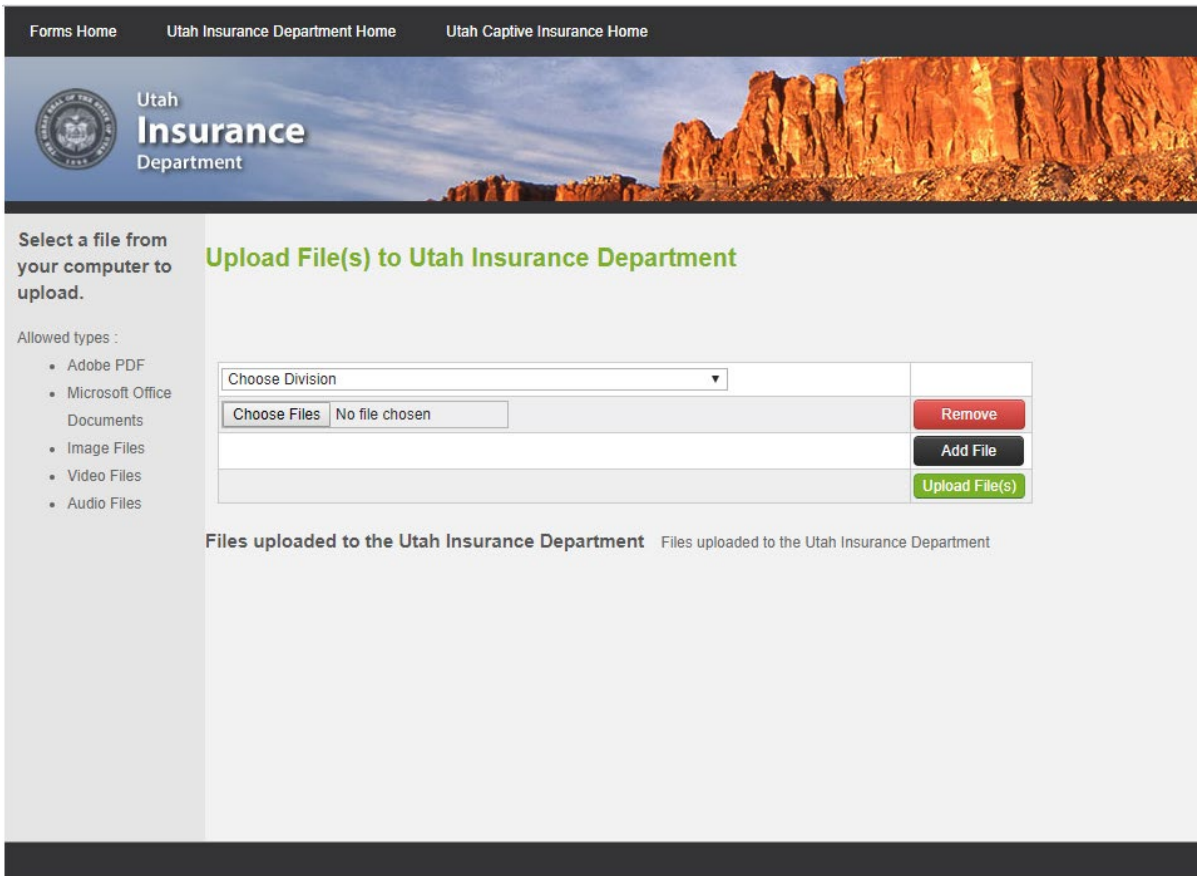 Forms Home Utah Insurance Department Home Utah Captive Insurance Home
Utah
Insurance
Department
Select a file from
your computer to
upload.
Allowed types :
Adobe PDF
Microsoft Office
Documents
Image Files
Video Files
Audio Files
Upload File(s) to Utah Insurance Department
Choose Division
Choose Files No file chosen Remove
Add File
Upload File(s)
Files uploaded to the Utah Insurance Department Files uploaded to the Utah Insurance Department